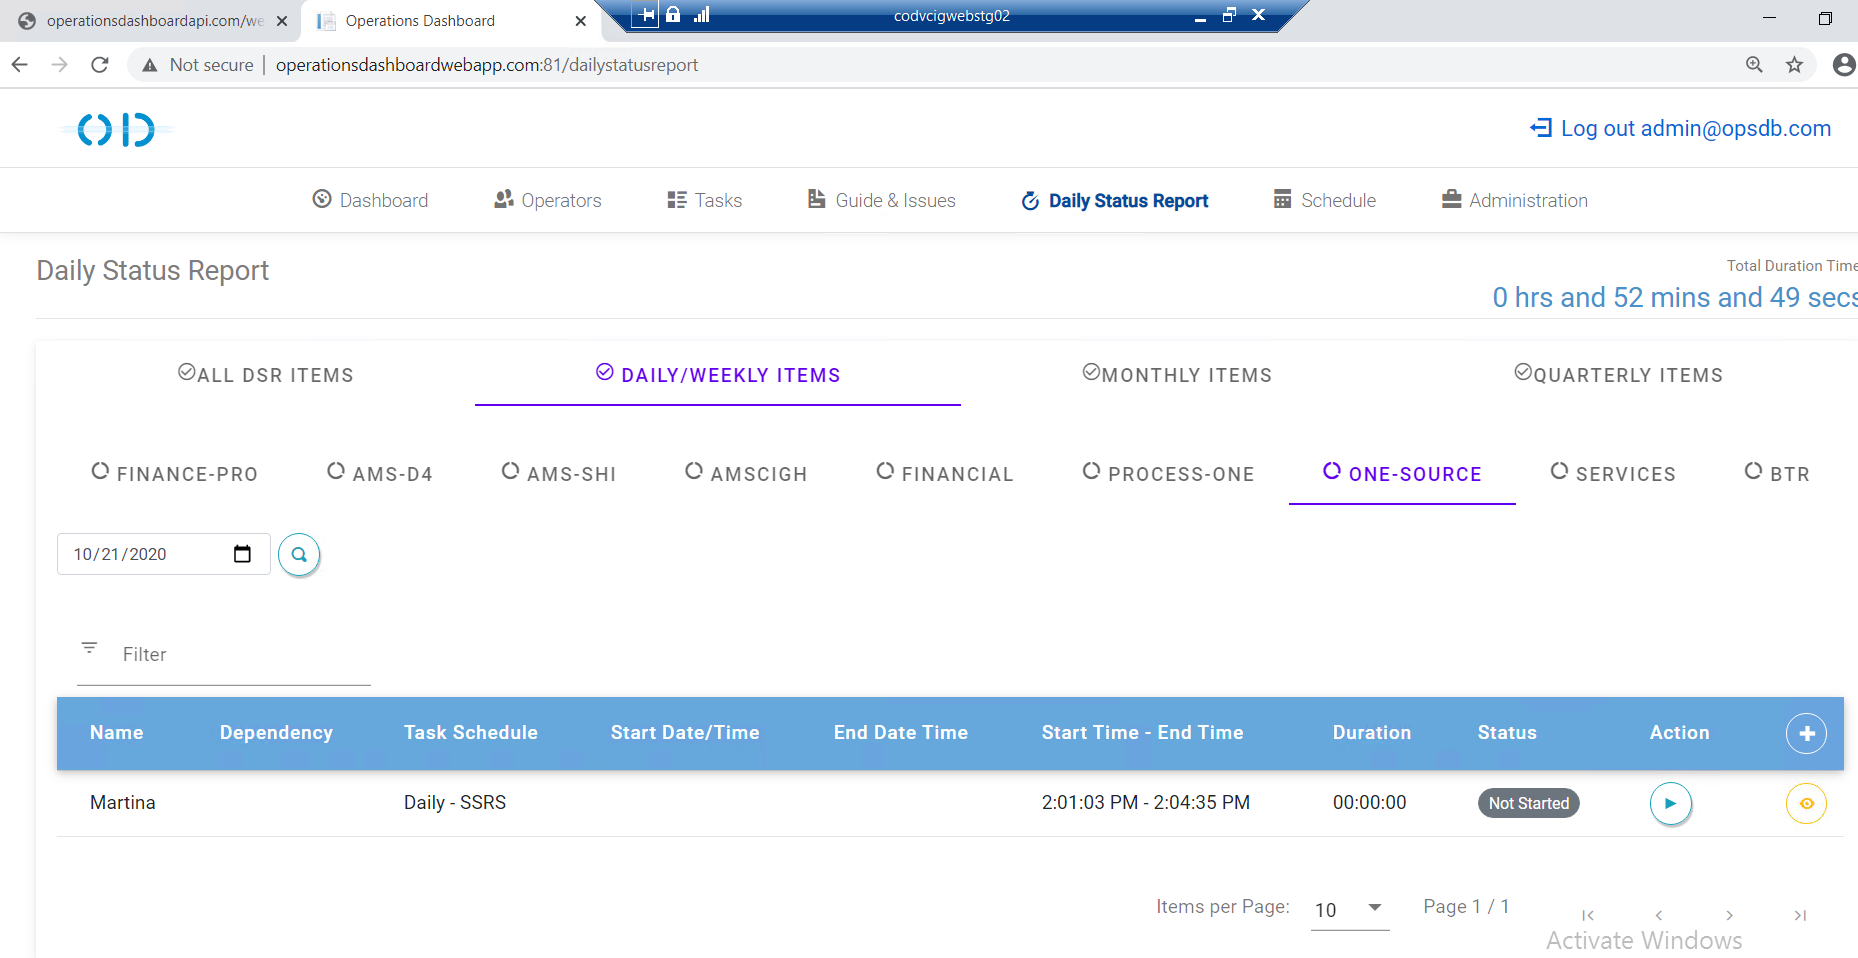 operationsdashboardapi.com/we
Operations Dashboard
codvcigwebstg02
Not secure | operationsdashboardwebapp.com:81/dailystatusreport
Log out admin@opsdb.com
Dashboard Operators Tasks Guide & Issues Daily Status Report Schedule Administration
Daily Status Report
Total Duration Time
0 hrs and 52 mins and 49 secs
ALL DSR ITEMS DAILY/WEEKLY ITEMS MONTHLY ITEMS QUARTERLY ITEMS
FINANCE-PRO AMS-D4 AMS-SHI AMSCIGH FINANCIAL PROCESS-ONE ONE-SOURCE SERVICES BTR
10/21/2020
Filter
Name Dependency Task Schedule Start Date/Time End Date Time Start Time - End Time Duration Status Action
Martina Daily - SSRS 2:01:03 PM - 2:04:35 PM 00:00:00 Not Started
Items per Page: 10 Page 1 / 1
Activate Windows